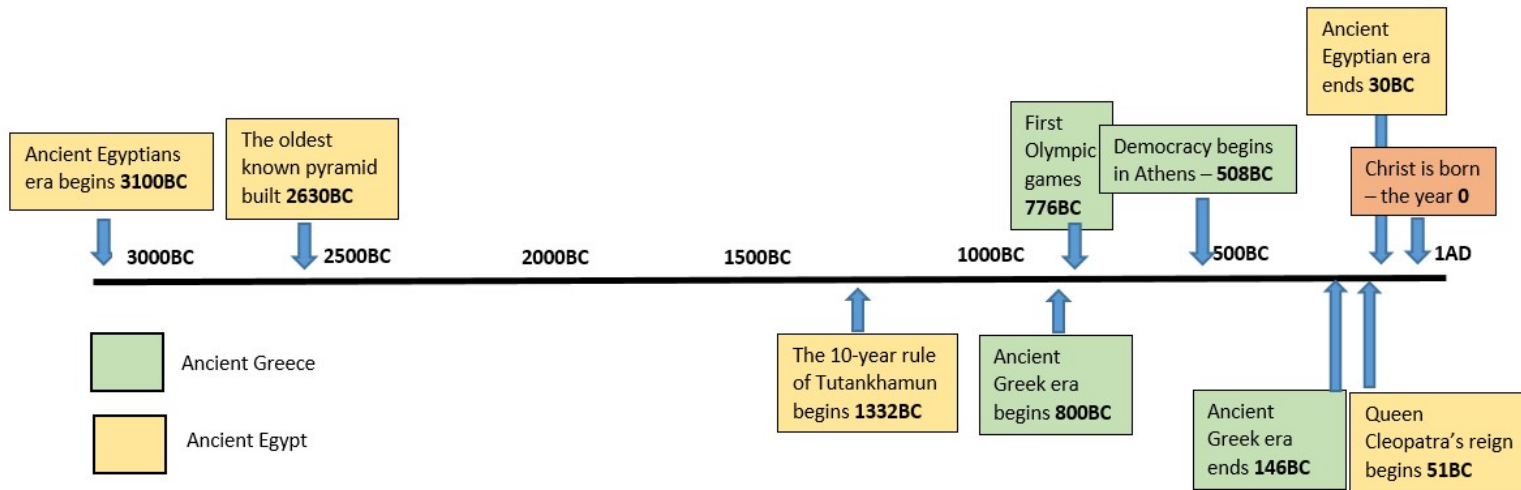 Ancient Egyptians
era begins 3100BC
The oldest
known pyramid
built 2630BC
First
Olympic
games
776BC
Democracy begins
in Athens – 508BC
Ancient
Egyptian era
ends 30BC
Christ is born
– the year 0
3000BC
2500BC
2000BC
1500BC
1000BC
500BC
1AD
Ancient Greece
Ancient Egypt
The 10-year rule
of Tutankhamun
begins 1332BC
Ancient
Greek era
begins 800BC
Ancient
Greek era
ends 146BC
Queen
Cleopatra’s reign
begins 51BC